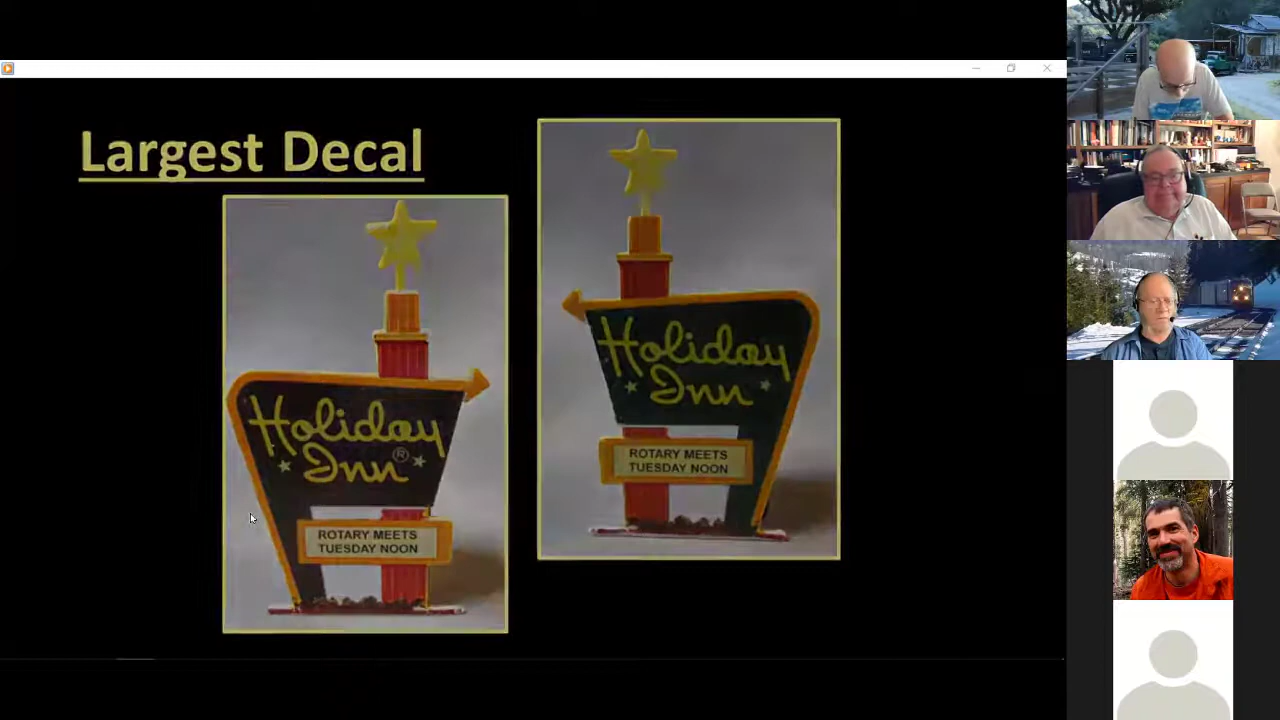 Largest Decal
Holiday
Inn®
ROTARY MEETS
TUESDAY NOON
Holiday
Inn
ROTARY MEETS
TUESDAY NOON